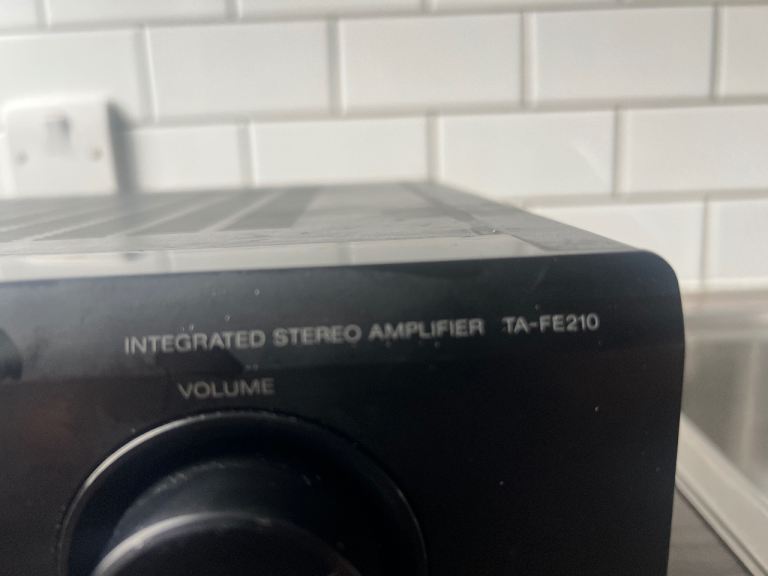 INTEGRATED STEREO AMPLIFIER TA-FE210
VOLUME